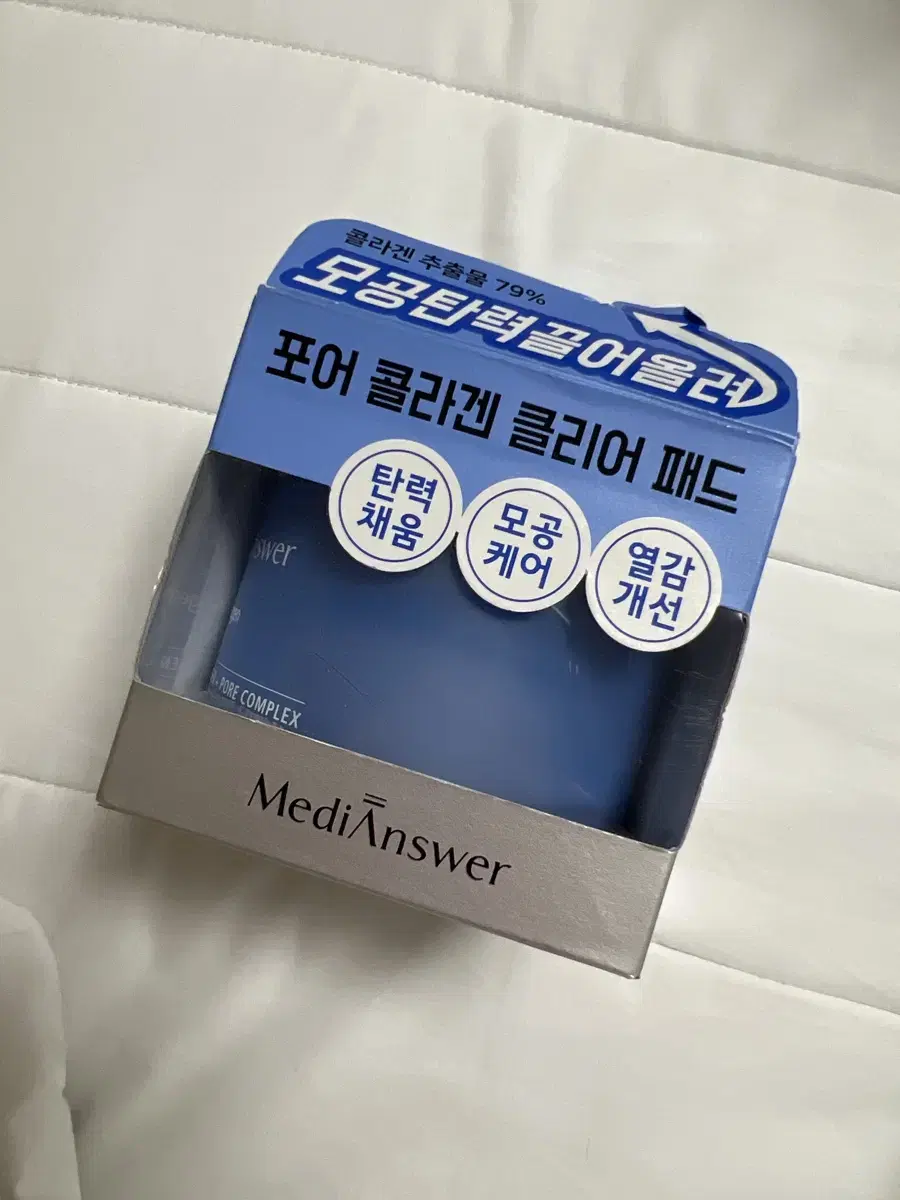 콜라겐 추출물 79%
모공탄력끌어올려
포어 콜라겐 클리어 패드
탄력
채움
모공
케어
열감
개선
swer
PORE COMPLEX
MediAnswer